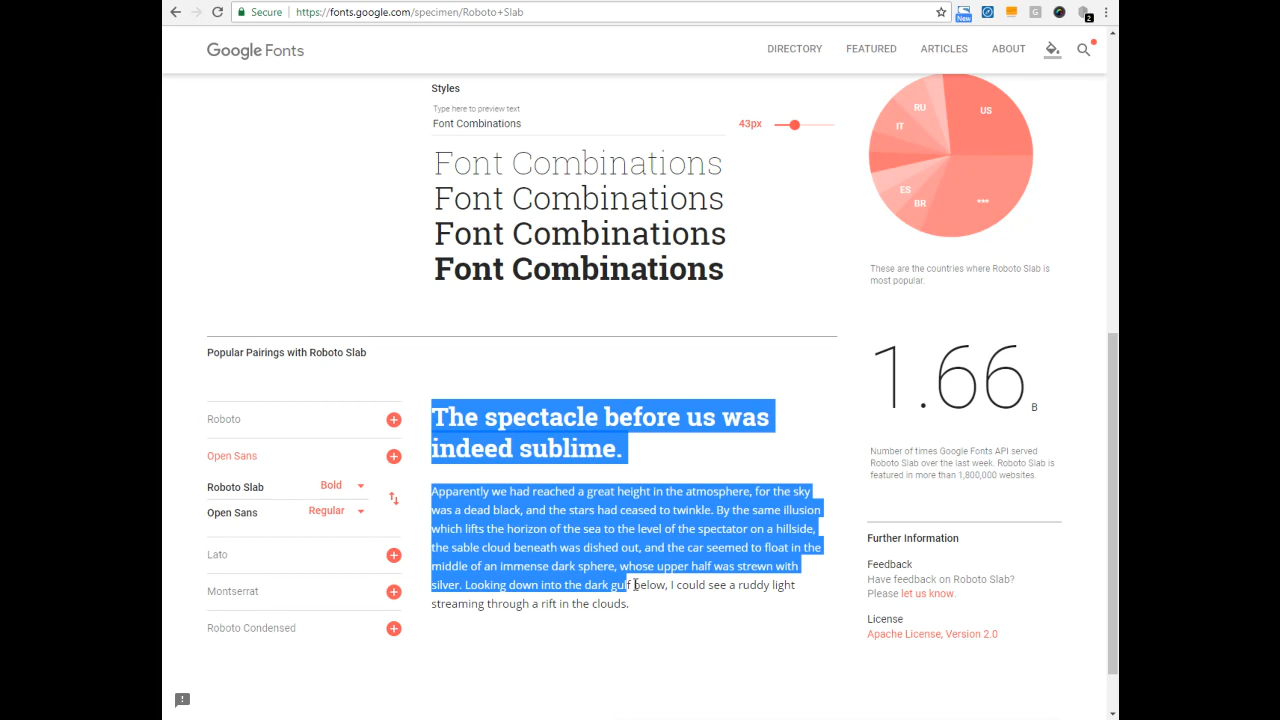 Secure
https://fonts.google.com/specimen/Roboto+Slab
New
G
2
Google Fonts
DIRECTORY
FEATURED
ARTICLES
ABOUT
Styles
Type here to preview text
Font Combinations
43px
Font Combinations
Font Combinations
Font Combinations
Font Combinations
RU
US
IT
ES
BR
***
These are the countries where Roboto Slab is
most popular.
Popular Pairings with Roboto Slab
Roboto
Open Sans
Roboto Slab
Bold
Open Sans
Regular
Lato
Montserrat
Roboto Condensed
The spectacle before us was
indeed sublime.
Apparently we had reached a great height in the atmosphere, for the sky
was a dead black, and the stars had ceased to twinkle. By the same illusion
which lifts the horizon of the sea to the level of the spectator on a hillside,
the sable cloud beneath was dished out, and the car seemed to float in the
middle of an immense dark sphere, whose upper half was strewn with
silver. Looking down into the dark gulf below, I could see a ruddy light
streaming through a rift in the clouds.
1.66
B
Number of times Google Fonts API served
Roboto Slab over the last week. Roboto Slab is
featured in more than 1,800,000 websites.
Further Information
Feedback
Have feedback on Roboto Slab?
Please let us know.
License
Apache License, Version 2.0